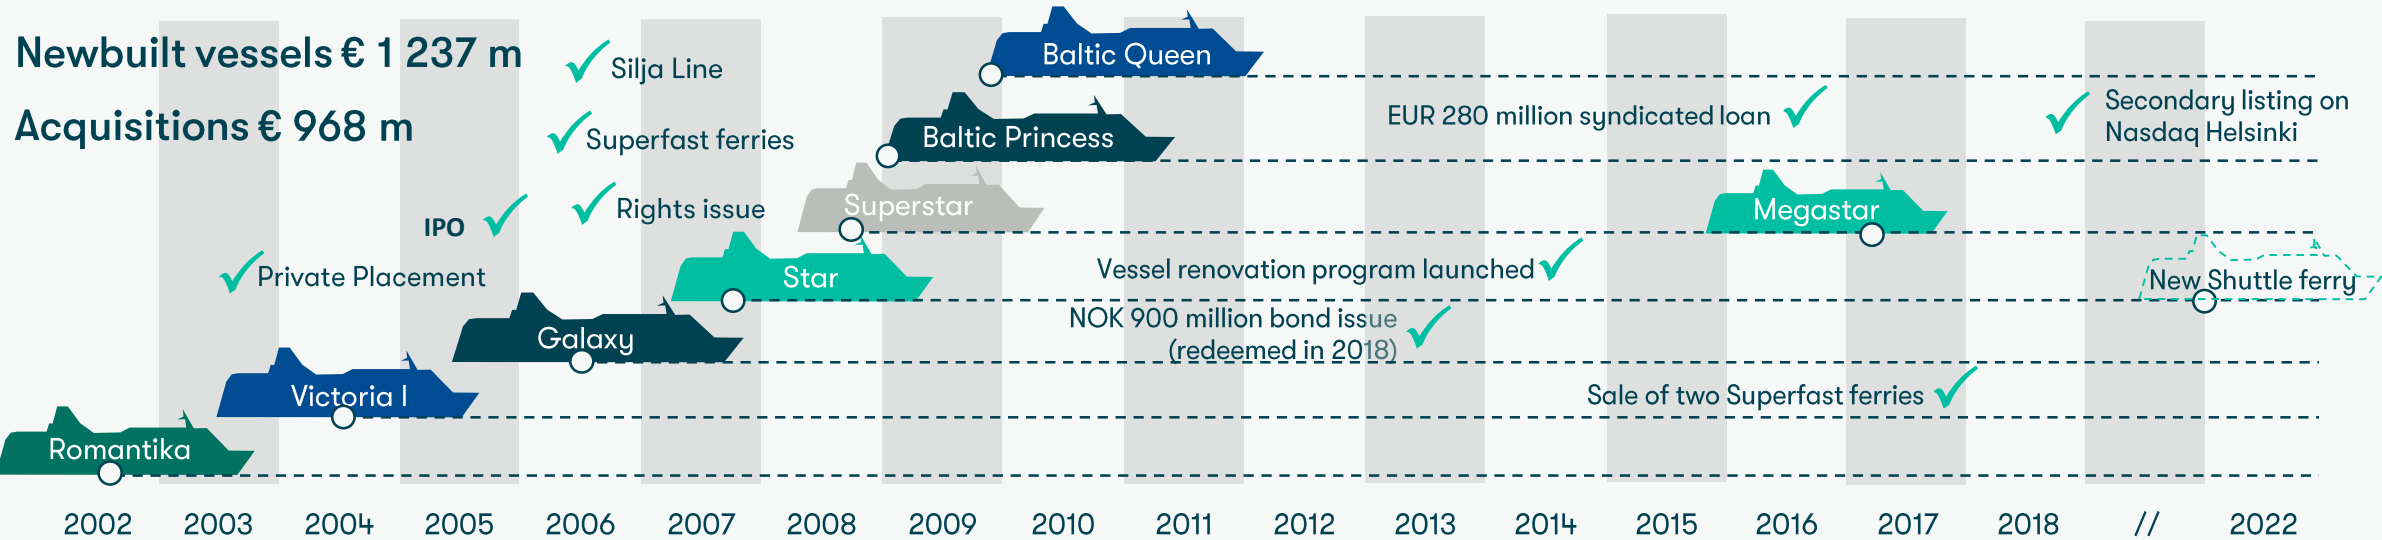 Newbuilt vessels € 1 237 m
Acquisitions € 968 m
Silja Line
Superfast ferries
Rights issue
IPO
Private Placement
Baltic Queen
Baltic Princess
Superstar
Star
Galaxy
Victoria I
Romantika
EUR 280 million syndicated loan
Secondary listing on
Nasdaq Helsinki
Megastar
Vessel renovation program launched
New Shuttle ferry
NOK 900 million bond issue
(redeemed in 2018)
Sale of two Superfast ferries
2002 2003 2004 2005 2006 2007 2008 2009 2010 2011 2012 2013 2014 2015 2016 2017 2018 // 2022